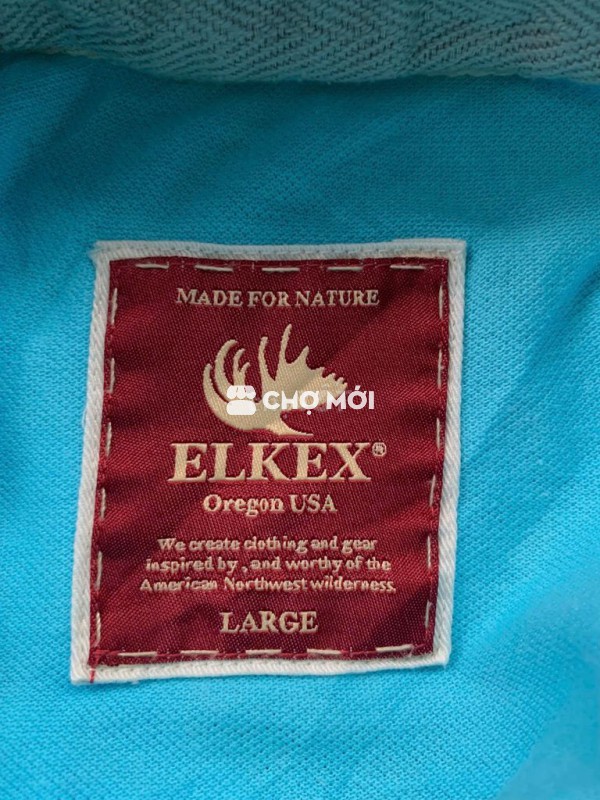 MADE FOR NATURE
CHỢ MỚI
ELKEX®
Oregon USA
We create clothing and gear
inspired by , and worthy of the
American Northwest wilderness.
LARGE